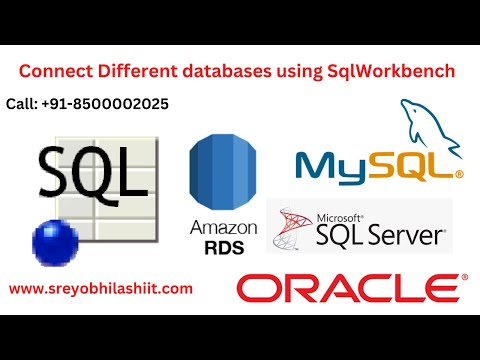 Connect Different databases using SqlWorkbench
Call: +91-8500002025
SQL
Amazon
RDS
MySQL®
Microsoft®
SQL Server®
www.sreyobhilashiit.com
ORACLE®